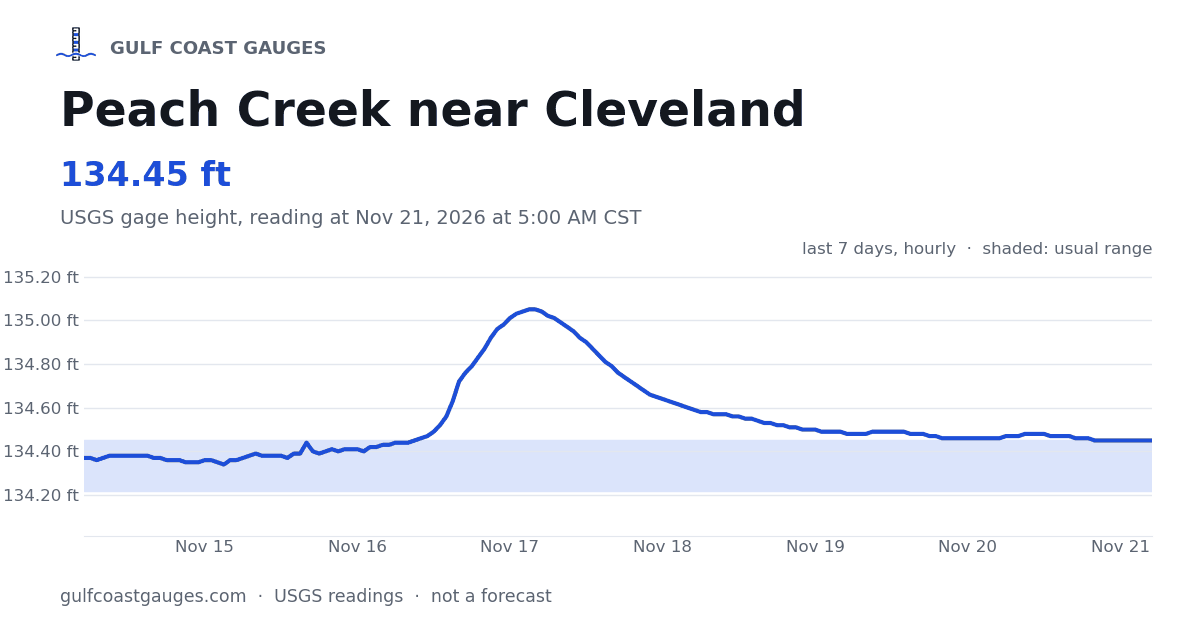 GULF COAST GAUGES
Peach Creek near Cleveland
134.45 ft
USGS gage height, reading at Nov 21, 2026 at 5:00 AM CST
last 7 days, hourly · shaded: usual range
135.20 ft
135.00 ft
134.80 ft
134.60 ft
134.40 ft
134.20 ft
Nov 15 Nov 16 Nov 17 Nov 18 Nov 19 Nov 20 Nov 21
gulfcoastgauges.com · USGS readings · not a forecast